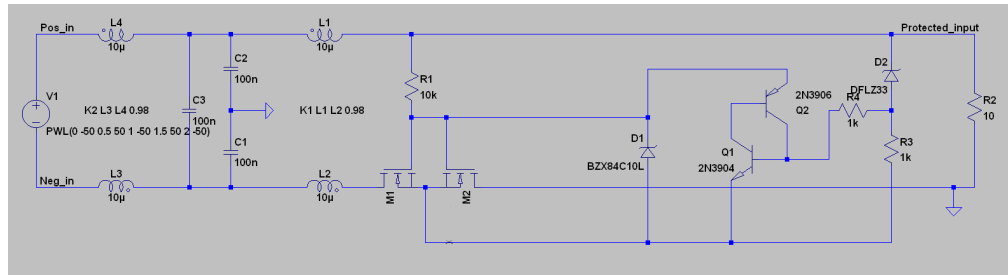 Pos_in
L4
10µ
L1
10µ
Protected_input
C2
100n
C3
100n
R1
10k
D2
DFLZ33
V1
K2 L3 L4 0.98
K1 L1 L2 0.98
2N3906
Q2
R4
1k
R2
10
PWL(0 -50 0.5 50 1 -50 1.5 50 2 -50)
C1
100n
D1
BZX84C10L
Q1
2N3904
R3
1k
Neg_in
L3
10µ
L2
10µ
M1
M2